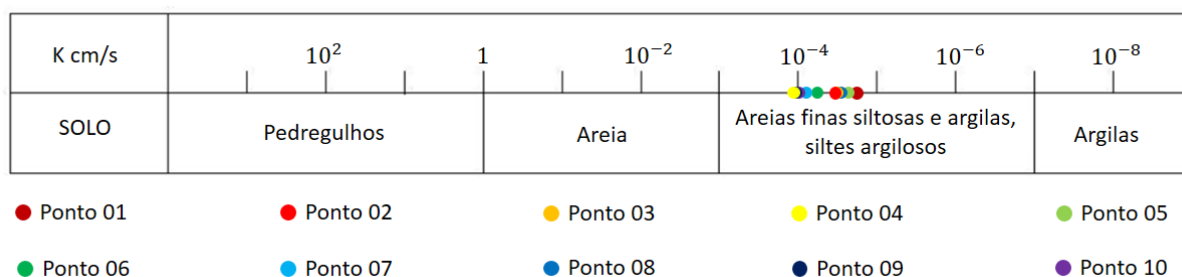 K cm/s 10² 1 10⁻² 10⁻⁴ 10⁻⁶ 10⁻⁸
SOLO Pedregulhos Areia Areias finas siltosas e argilas, siltes argilosos Argilas
Ponto 01 Ponto 02 Ponto 03 Ponto 04 Ponto 05
Ponto 06 Ponto 07 Ponto 08 Ponto 09 Ponto 10